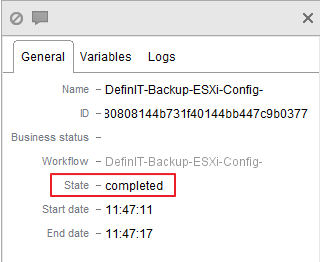 General Variables Logs
Name – DefinIT-Backup-ESXi-Config-
ID – 80808144b731f40144bb447c9b0377
Business status –
Workflow – DefinIT-Backup-ESXi-Config-
State – completed
Start date – 11:47:11
End date – 11:47:17